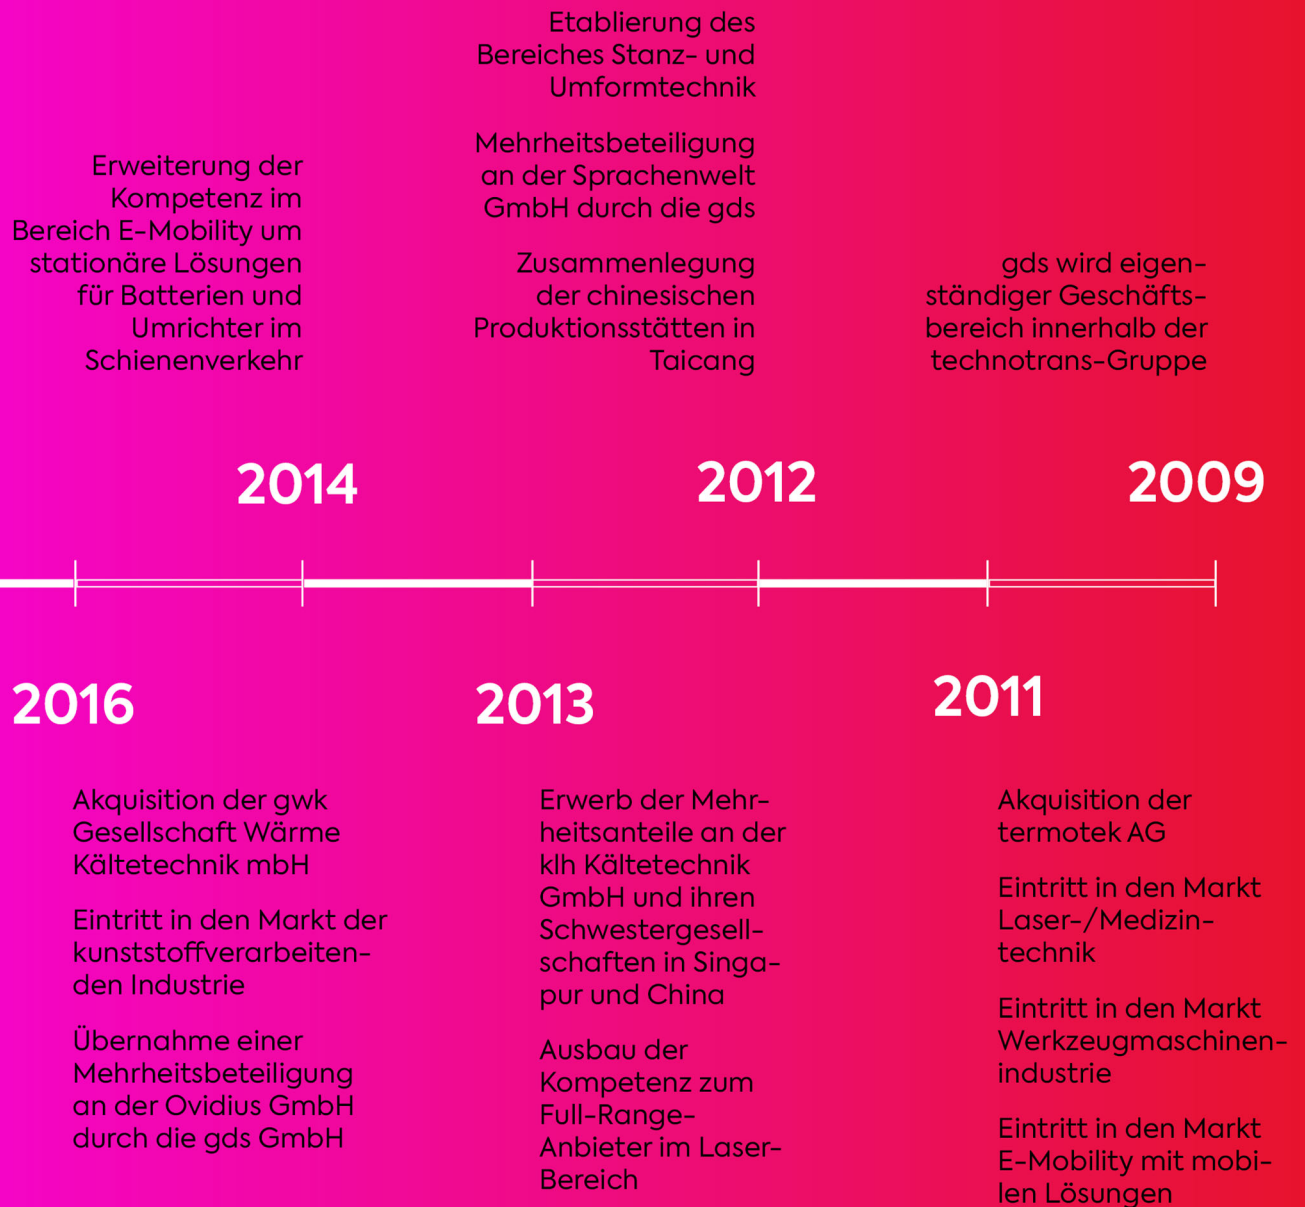 Erweiterung der
Kompetenz im
Bereich E-Mobility um
stationäre Lösungen
für Batterien und
Umrichter im
Schienenverkehr
2014
Etablierung des
Bereiches Stanz- und
Umformtechnik
Mehrheitsbeteiligung
an der Sprachenwelt
GmbH durch die gds
Zusammenlegung
der chinesischen
Produktionsstätten in
Taicang
2012
gds wird eigen-
ständiger Geschäfts-
bereich innerhalb der
technotrans-Gruppe
2009
2016
Akquisition der gwk
Gesellschaft Wärme
Kältetechnik mbH
Eintritt in den Markt der
kunststoffverarbeiten-
den Industrie
Übernahme einer
Mehrheitsbeteiligung
an der Ovidius GmbH
durch die gds GmbH
2013
Erwerb der Mehr-
heitsanteile an der
klh Kältetechnik
GmbH und ihren
Schwestergesell-
schaften in Singa-
pur und China
Ausbau der
Kompetenz zum
Full-Range-
Anbieter im Laser-
Bereich
2011
Akquisition der
termotek AG
Eintritt in den Markt
Laser-/Medizin-
technik
Eintritt in den Markt
Werkzeugmaschinen-
industrie
Eintritt in den Markt
E-Mobility mit mobi-
len Lösungen